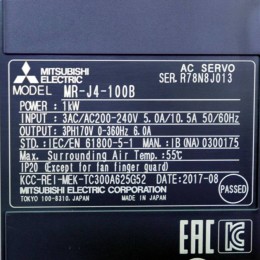 MITSUBISHI
ELECTRIC
AC SERVO
SER. R78N8J013
MODEL MR-J4-100B
POWER : 1kW
INPUT : 3AC/AC200-240V 5.0A/10.5A 50/60Hz
OUTPUT: 3PH170V 0-360Hz 6.0A
STD.: IEC/EN 61800-5-1 MAN.: IB(NA)0300175
Max. Surrounding Air Temp.:55℃
IP20 (Except for fan finger guard)
KCC-REI-MEK-TC300A625G52 DATE:2017-08
MITSUBISHI ELECTRIC CORPORATION
TOKYO 100-8310, JAPAN MADE IN JAPAN
PASSED
EAC